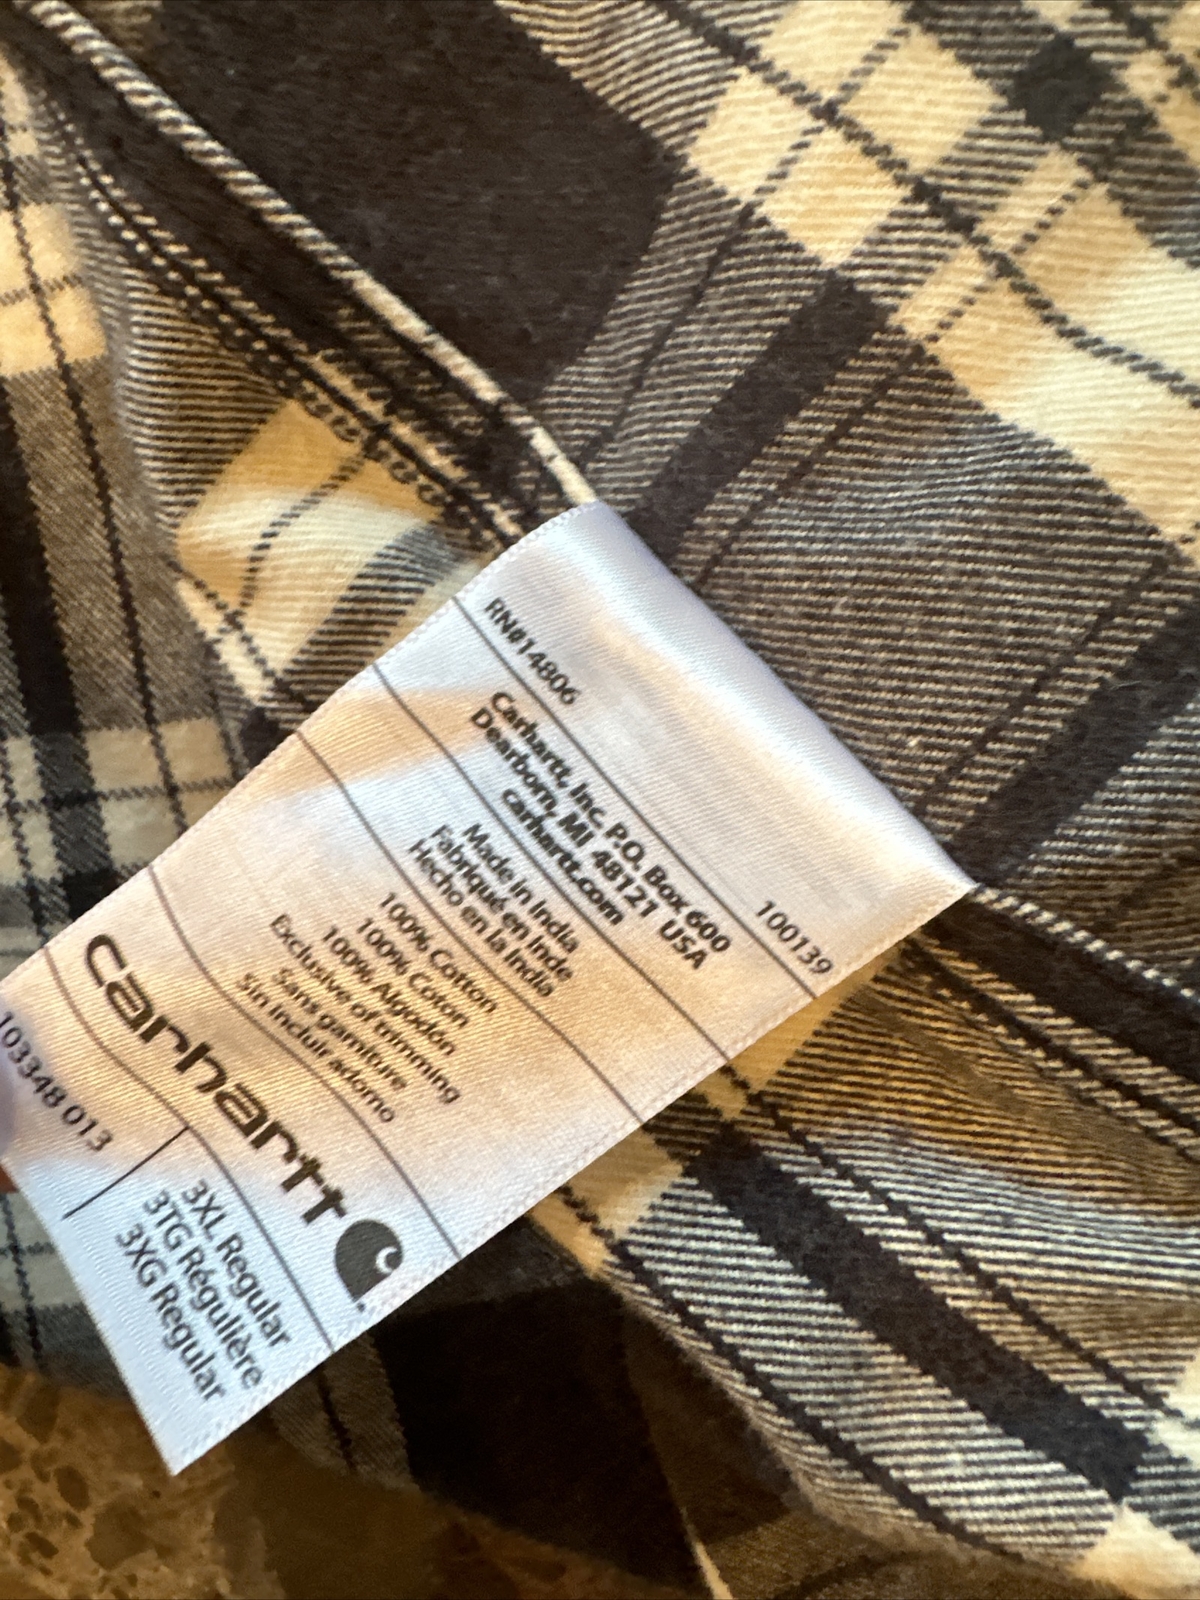 RN#14806
100139
Carhartt, Inc. P.O. Box 600
Dearborn, MI 48121 USA
carhartt.com
Made in India
Fabriqué en Inde
Hecho en la India
100% Cotton
100% Coton
100% Algodón
Exclusive of trimming
Sans garniture
Sin incluir adorno
carhartt
103348 013
3XL Regular
3TG Régulière
3XG Regular